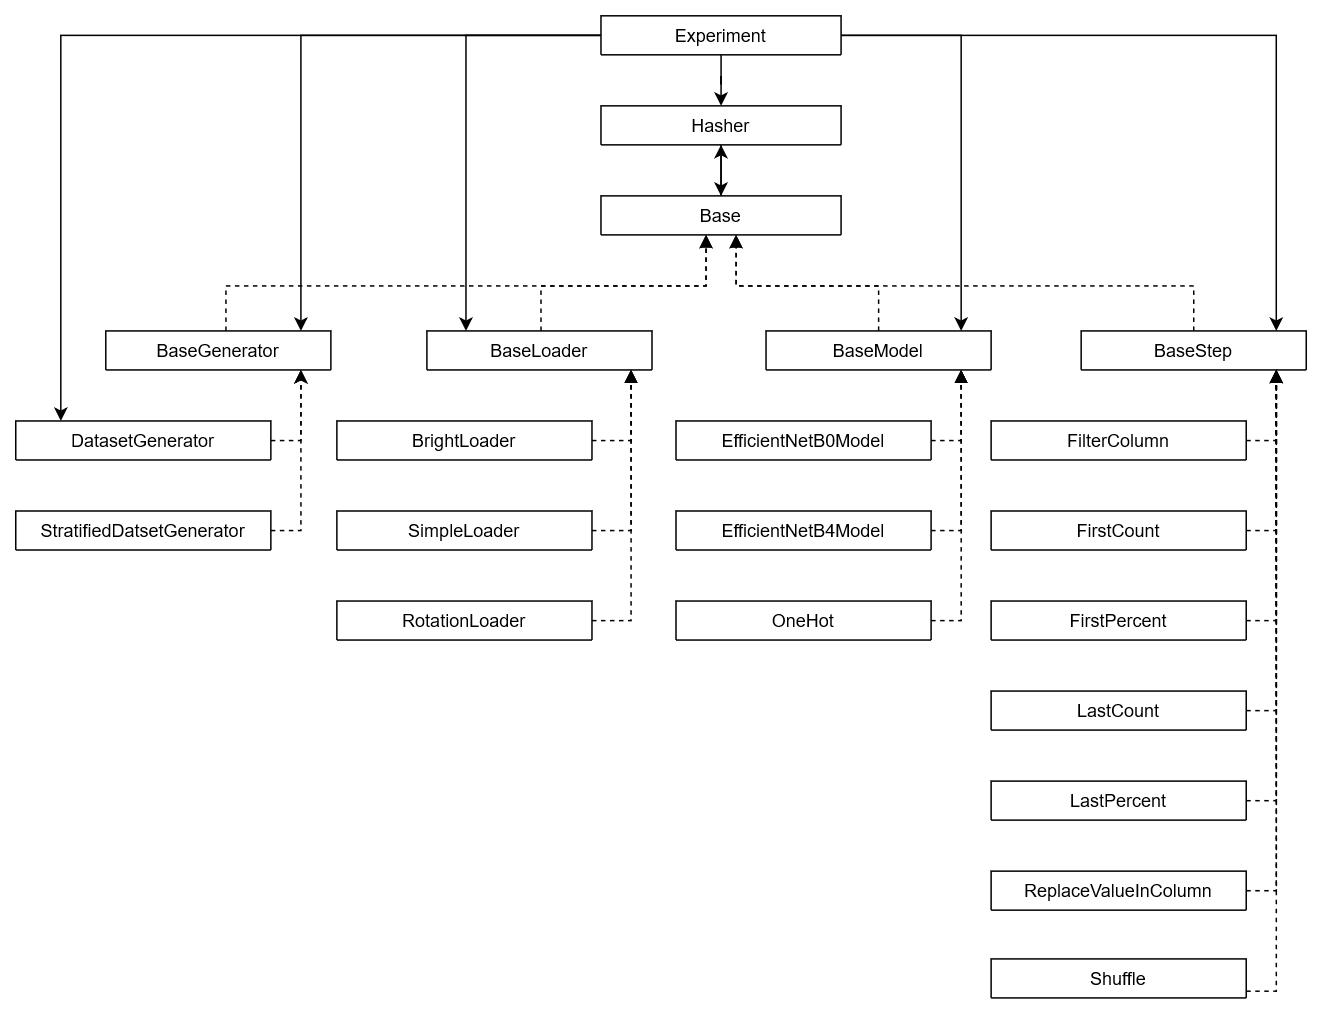 Experiment
Hasher
Base
BaseGenerator
BaseLoader
BaseModel
BaseStep
DatasetGenerator
BrightLoader
EfficientNetB0Model
FilterColumn
StratifiedDatsetGenerator
SimpleLoader
EfficientNetB4Model
FirstCount
RotationLoader
OneHot
FirstPercent
LastCount
LastPercent
ReplaceValueInColumn
Shuffle